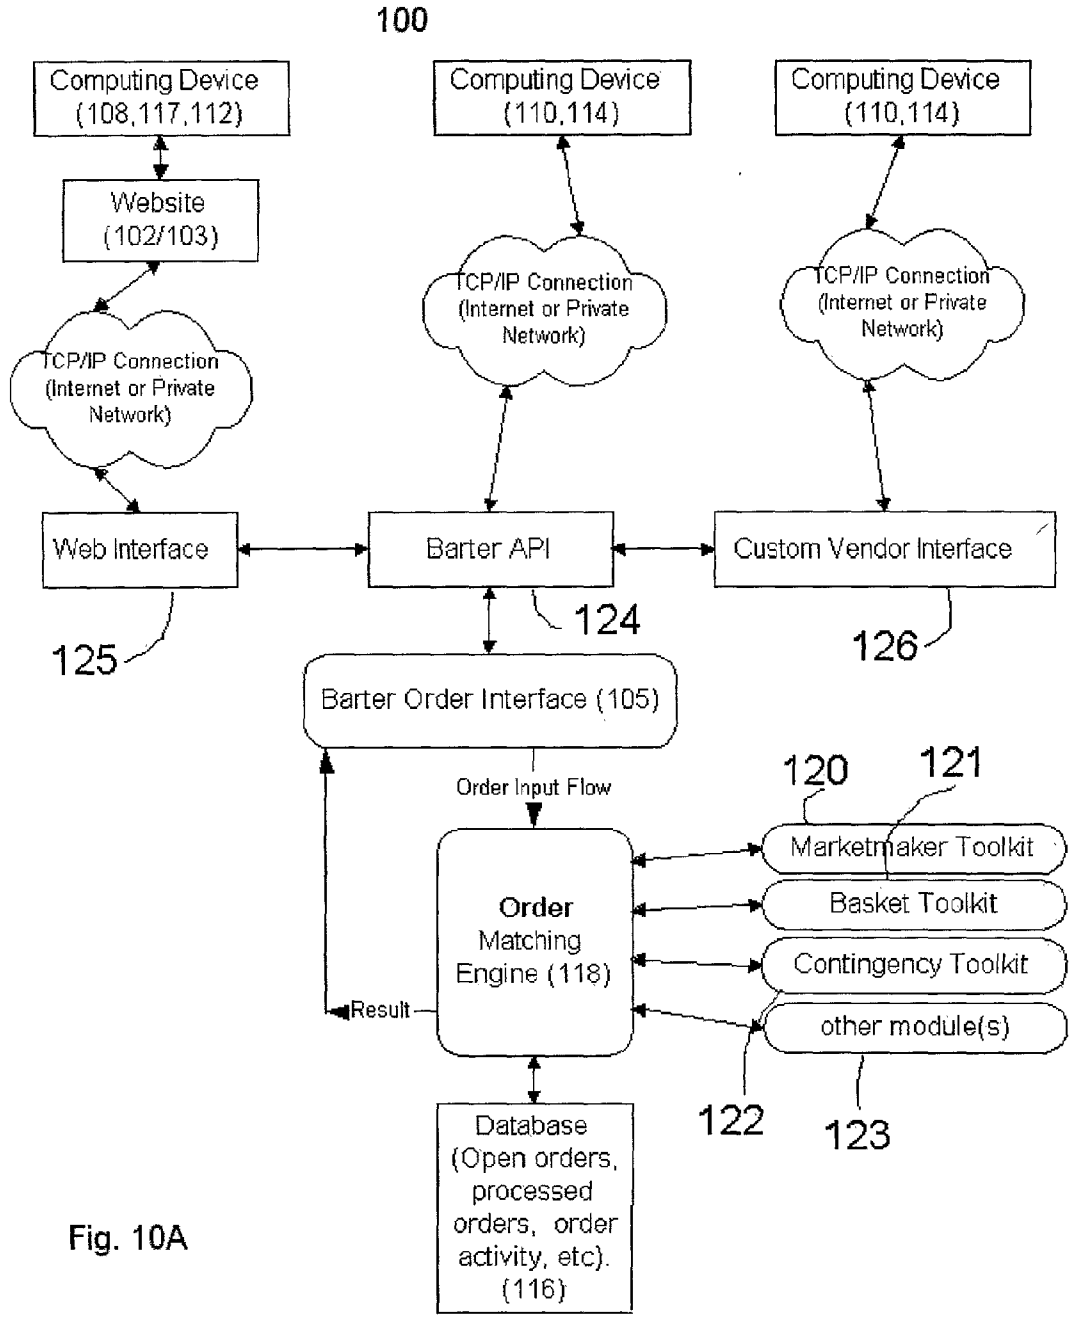 100
Computing Device
(108,117,112)
Computing Device
(110,114)
Computing Device
(110,114)
Website
(102/103)
TCP/IP Connection
(Internet or Private
Network)
TCP/IP Connection
(Internet or Private
Network)
TCP/IP Connection
(Internet or Private
Network)
Web Interface
Barter API
Custom Vendor Interface
125
124
126
Barter Order Interface (105)
Order Input Flow
120
121
Marketmaker Toolkit
Basket Toolkit
Contingency Toolkit
other module(s)
Order
Matching
Engine (118)
Result
122
123
Database
(Open orders,
processed
orders, order
activity, etc).
(116)
Fig. 10A